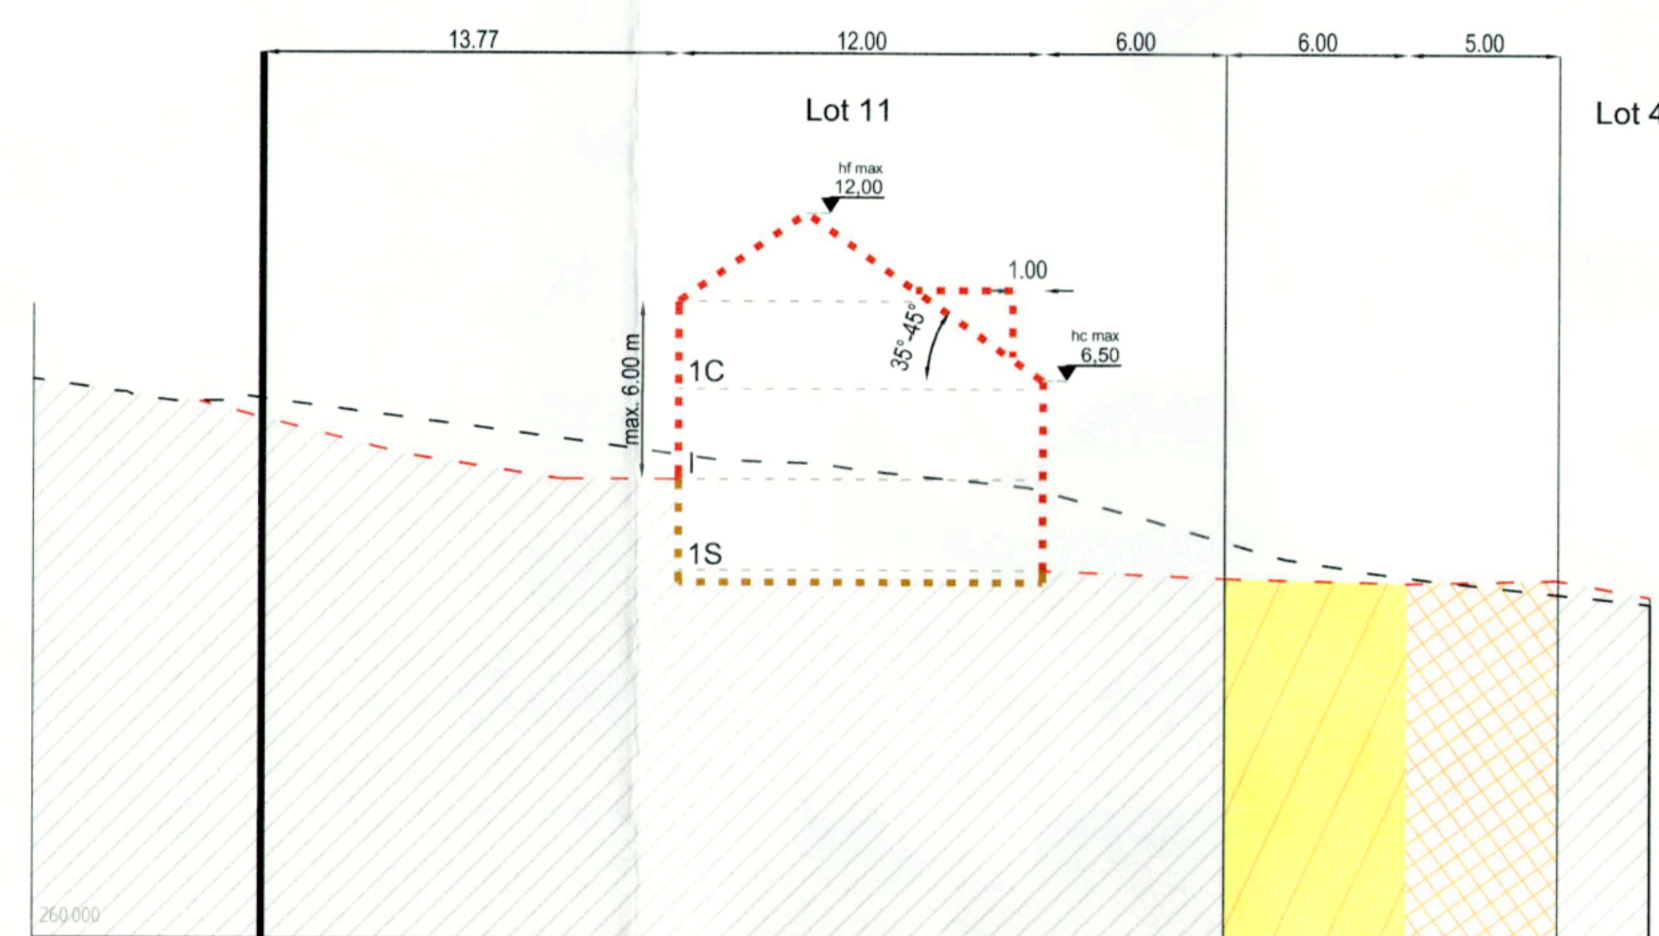 13.77
12.00
6.00
6.00
5.00
Lot 11
Lot 4
hf max
12,00
1.00
35°-45°
hc max
6,50
max. 6.00 m
1C
I
1S
260 000